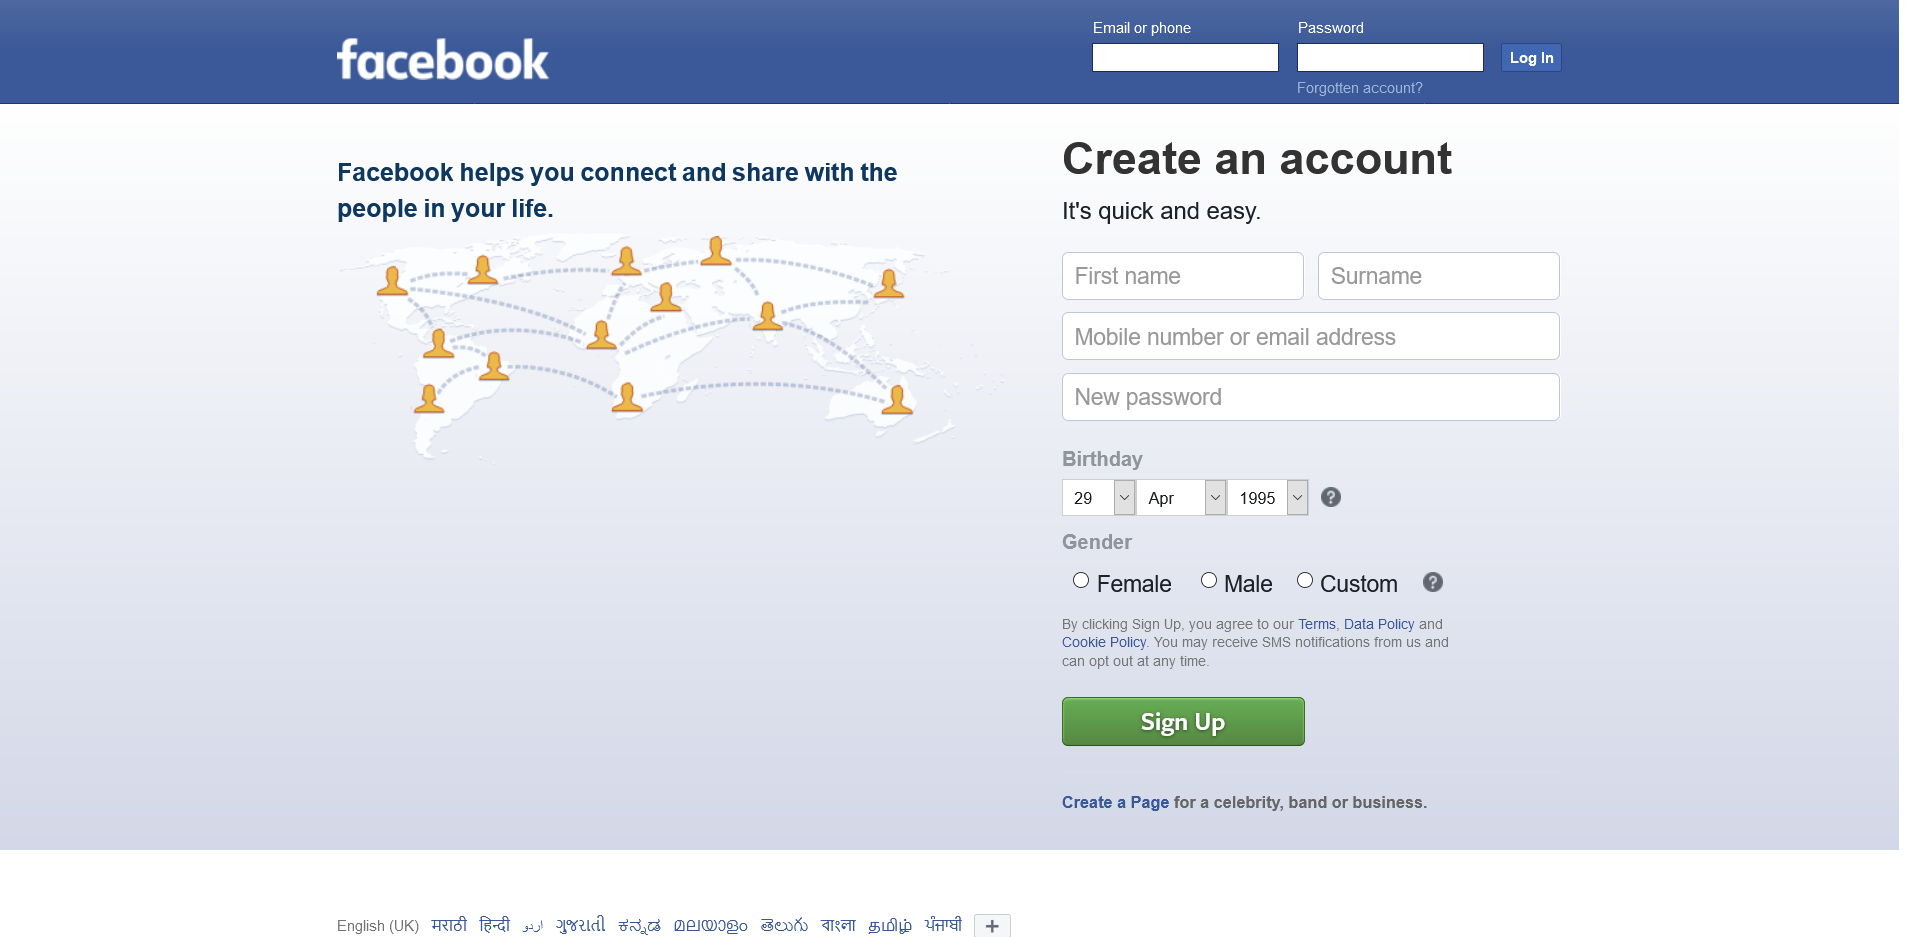 facebook
Email or phone
Password
Log In
Forgotten account?
Facebook helps you connect and share with the
people in your life.
Create an account
It's quick and easy.
First name
Surname
Mobile number or email address
New password
Birthday
29 Apr 1995 ?
Gender
Female Male Custom ?
By clicking Sign Up, you agree to our Terms, Data Policy and
Cookie Policy. You may receive SMS notifications from us and
can opt out at any time.
Sign Up
Create a Page for a celebrity, band or business.
English (UK) मराठी हिन्दी اردو ગુજરાતી ಕನ್ನಡ മലയാളം తెలుగు বাংলা தமிழ் ਪੰਜਾਬੀ +